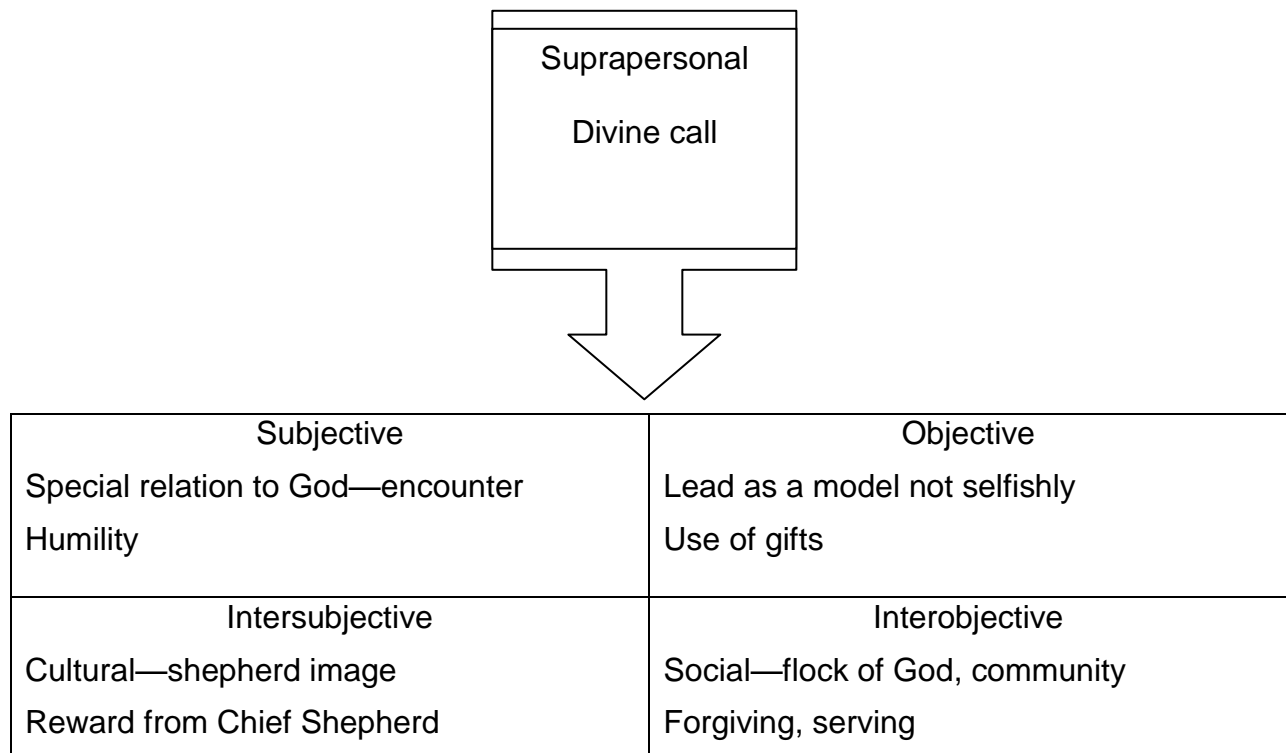 Suprapersonal
Divine call
Subjective
Special relation to God—encounter
Humility
Objective
Lead as a model not selfishly
Use of gifts
Intersubjective
Cultural—shepherd image
Reward from Chief Shepherd
Interobjective
Social—flock of God, community
Forgiving, serving